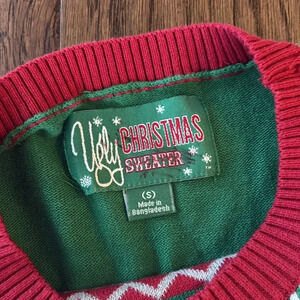 Ugly CHRISTMAS
SWEATER
(S)
Made in
Bangladesh